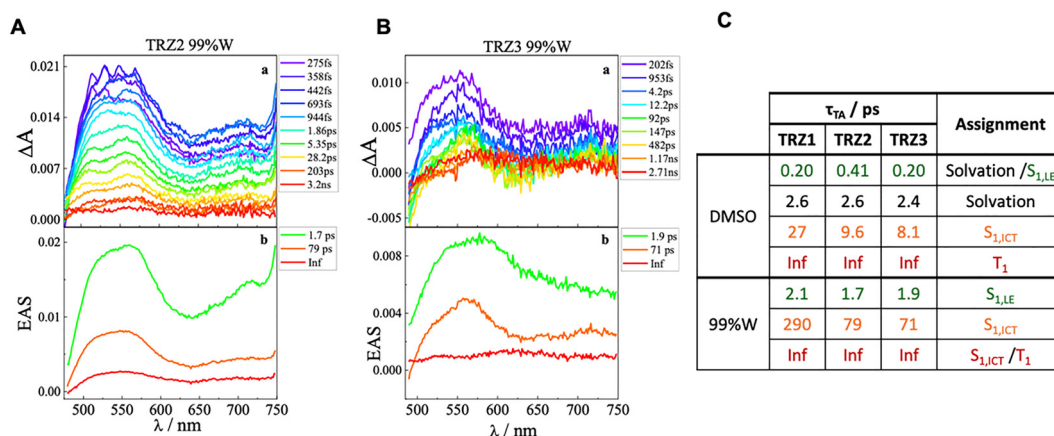 A
TRZ2 99%W
a
ΔA
0.021
0.014
0.007
0.000
275fs
358fs
442fs
693fs
944fs
1.86ps
5.35ps
28.2ps
203ps
3.2ns
b
EAS
0.02
0.01
0.00
1.7 ps
79 ps
Inf
500 550 600 650 700 750
λ / nm
B
TRZ3 99%W
a
ΔA
0.010
0.005
0.000
-0.005
202fs
953fs
4.2ps
12.2ps
92ps
147ps
482ps
1.17ns
2.71ns
b
EAS
0.008
0.004
0.000
1.9 ps
71 ps
Inf
500 550 600 650 700 750
λ / nm
C
τTA / ps Assignment
TRZ1 TRZ2 TRZ3
DMSO
0.20 0.41 0.20 Solvation /S1,LE
2.6 2.6 2.4 Solvation
27 9.6 8.1 S1,ICT
Inf Inf Inf T1
99%W
2.1 1.7 1.9 S1,LE
290 79 71 S1,ICT
Inf Inf Inf S1,ICT /T1